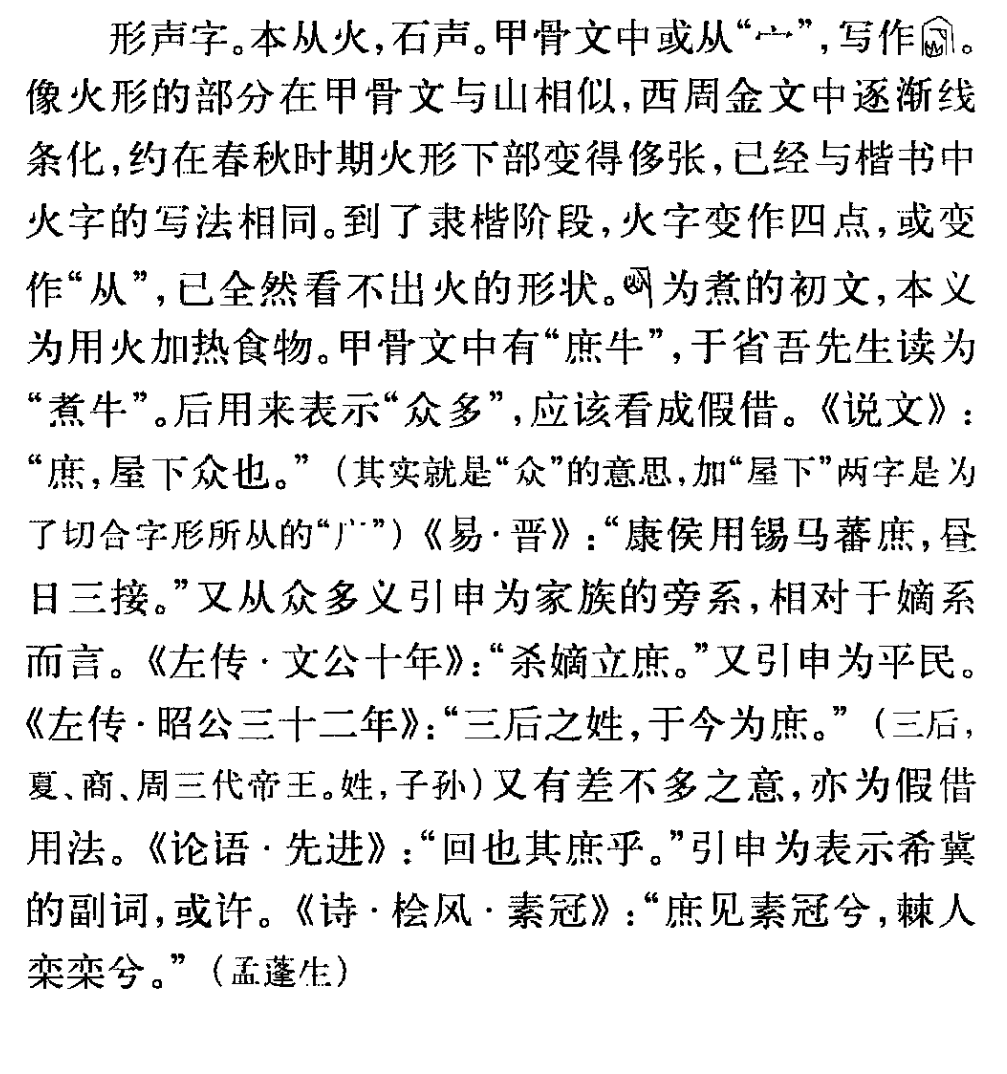 形声字。本从火,石声。甲骨文中或从“宀”,写作。
像火形的部分在甲骨文与山相似,西周金文中逐渐线
条化,约在春秋时期火形下部变得侈张,已经与楷书中
火字的写法相同。到了隶楷阶段,火字变作四点,或变
作“从”,已全然看不出火的形状。为煮的初文,本义
为用火加热食物。甲骨文中有“庶牛”,于省吾先生读为
“煮牛”。后用来表示“众多”,应该看成假借。《说文》:
“庶,屋下众也。”(其实就是“众”的意思,加“屋下”两字是为
了切合字形所从的“广”)《易·晋》:“康侯用锡马蕃庶,昼
日三接。”又从众多义引申为家族的旁系,相对于嫡系
而言。《左传·文公十年》:“杀嫡立庶。”又引申为平民。
《左传·昭公三十二年》:“三后之姓,于今为庶。”(三后,
夏、商、周三代帝王。姓,子孙)又有差不多之意,亦为假借
用法。《论语·先进》:“回也其庶乎。”引申为表示希冀
的副词,或许。《诗·桧风·素冠》:“庶见素冠兮,棘人
栾栾兮。”(孟蓬生)